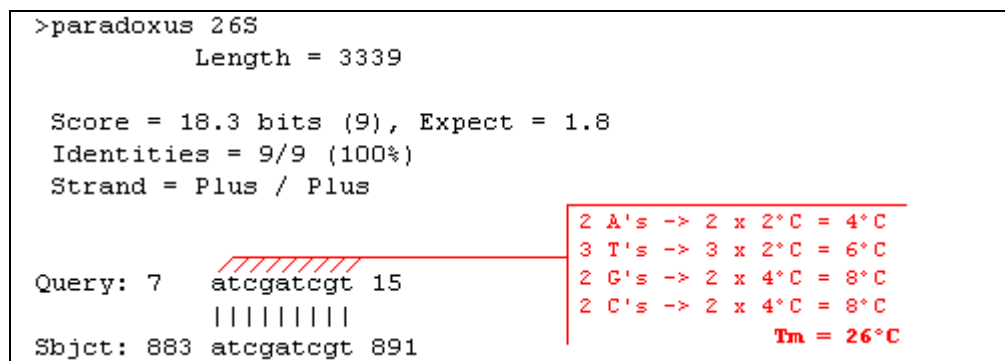 >paradoxus 26S
Length = 3339
Score = 18.3 bits (9), Expect = 1.8
Identities = 9/9 (100%)
Strand = Plus / Plus
2 A's -> 2 x 2°C = 4°C
3 T's -> 3 x 2°C = 6°C
2 G's -> 2 x 4°C = 8°C
2 C's -> 2 x 4°C = 8°C
Tm = 26°C
Query: 7 atcgatcgt 15
|||||||||
Sbjct: 883 atcgatcgt 891